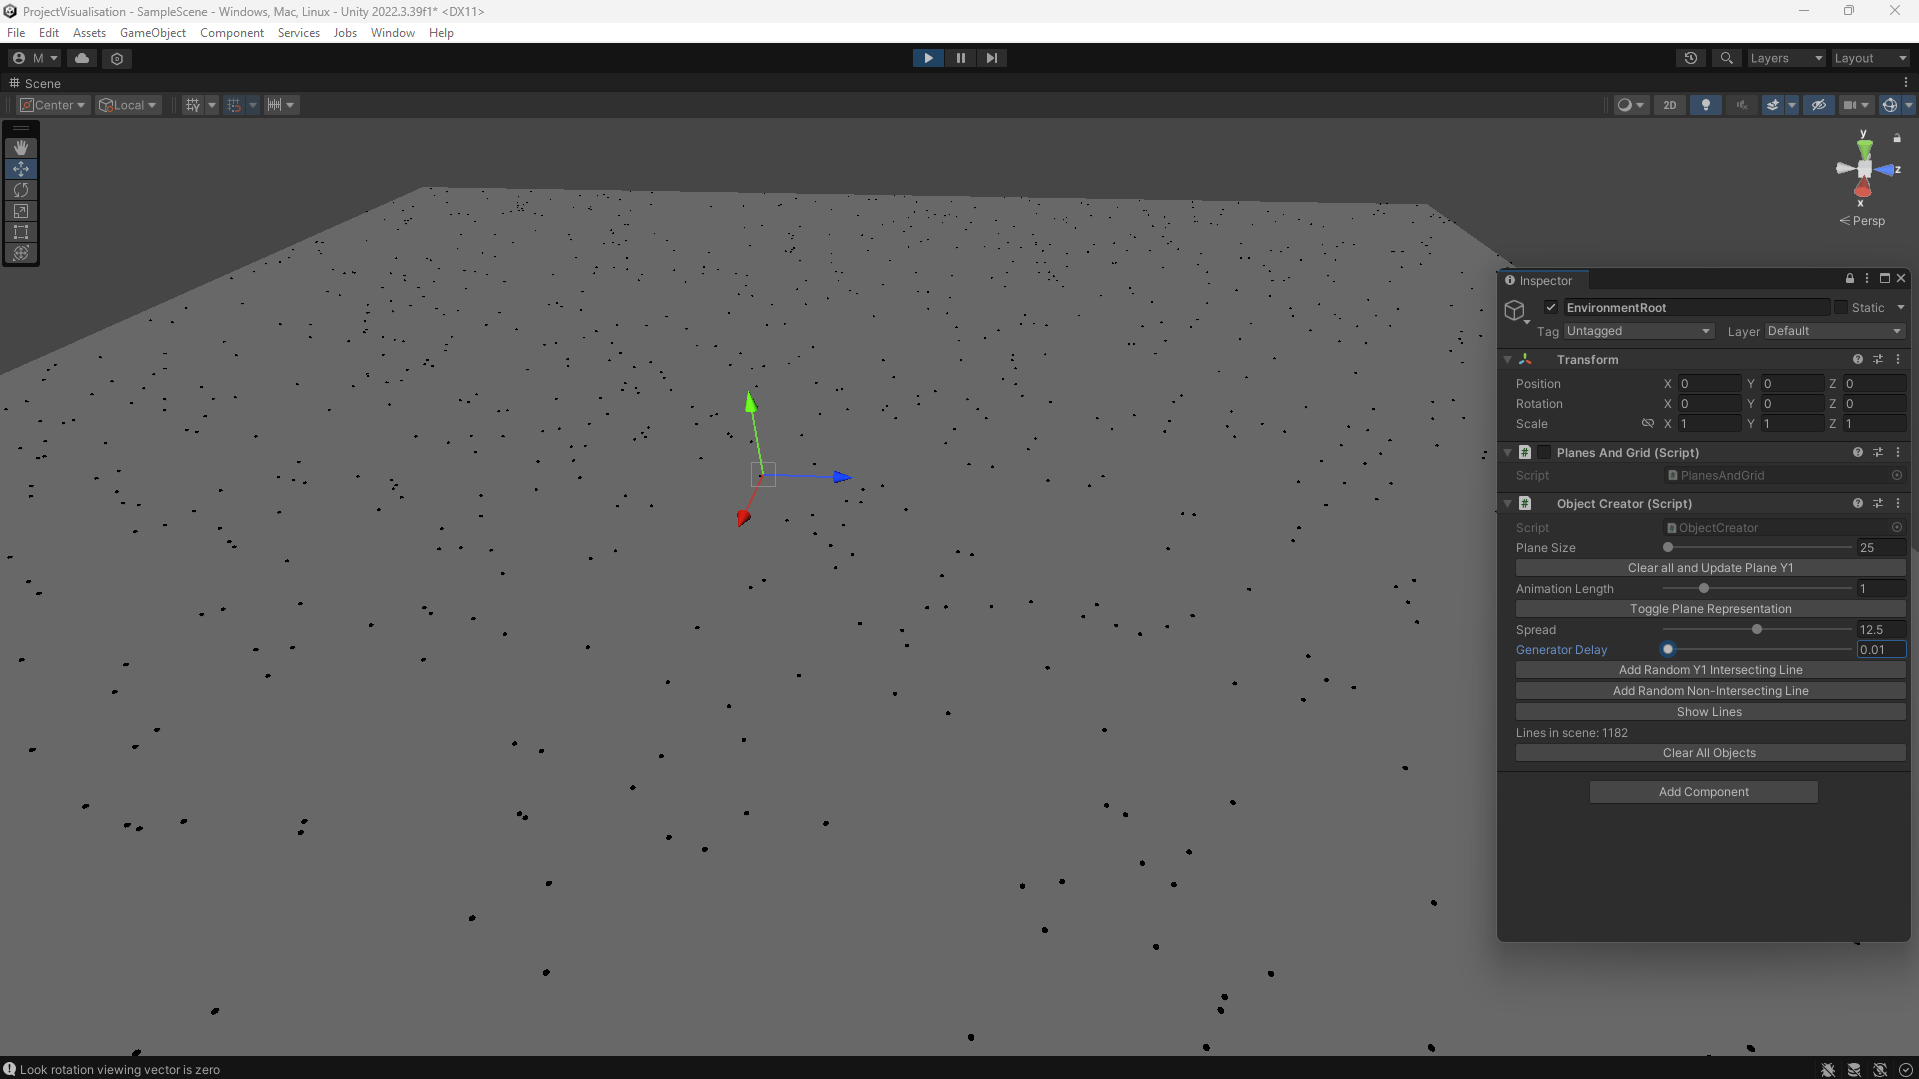 ProjectVisualisation - SampleScene - Windows, Mac, Linux - Unity 2022.3.39f1* <DX11>
File Edit Assets GameObject Component Services Jobs Window Help
M Layers Layout
Scene
Center Local 2D
y
z
x
Persp
Inspector
EnvironmentRoot Static
Tag Untagged Layer Default
Transform
Position X 0 Y 0 Z 0
Rotation X 0 Y 0 Z 0
Scale X 1 Y 1 Z 1
# Planes And Grid (Script)
Script PlanesAndGrid
# Object Creator (Script)
Script ObjectCreator
Plane Size 25
Clear all and Update Plane Y1
Animation Length 1
Toggle Plane Representation
Spread 12.5
Generator Delay 0.01
Add Random Y1 Intersecting Line
Add Random Non-Intersecting Line
Show Lines
Lines in scene: 1182
Clear All Objects
Add Component
Look rotation viewing vector is zero